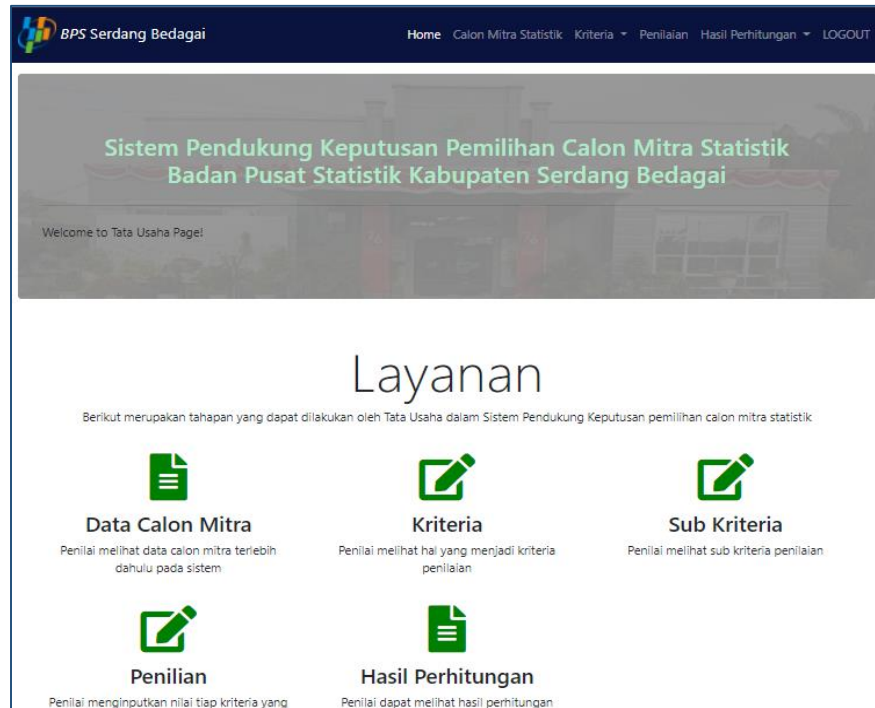 BPS Serdang Bedagai
Home Calon Mitra Statistik Kriteria Penilaian Hasil Perhitungan LOGOUT
Sistem Pendukung Keputusan Pemilihan Calon Mitra Statistik
Badan Pusat Statistik Kabupaten Serdang Bedagai
Welcome to Tata Usaha Page!
Layanan
Berikut merupakan tahapan yang dapat dilakukan oleh Tata Usaha dalam Sistem Pendukung Keputusan pemilihan calon mitra statistik
Data Calon Mitra
Penilai melihat data calon mitra terlebih
dahulu pada sistem
Kriteria
Penilai melihat hal yang menjadi kriteria
penilaian
Sub Kriteria
Penilai melihat sub kriteria penilaian
Penilian
Penilai menginputkan nilai tiap kriteria yang
Hasil Perhitungan
Penilai dapat melihat hasil perhitungan